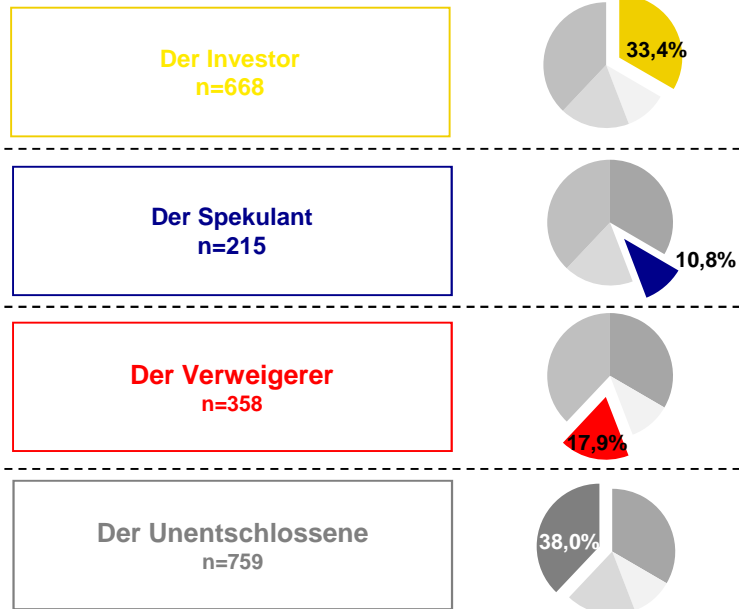 Der Investor
n=668
33,4%
Der Spekulant
n=215
10,8%
Der Verweigerer
n=358
17,9%
Der Unentschlossene
n=759
38,0%